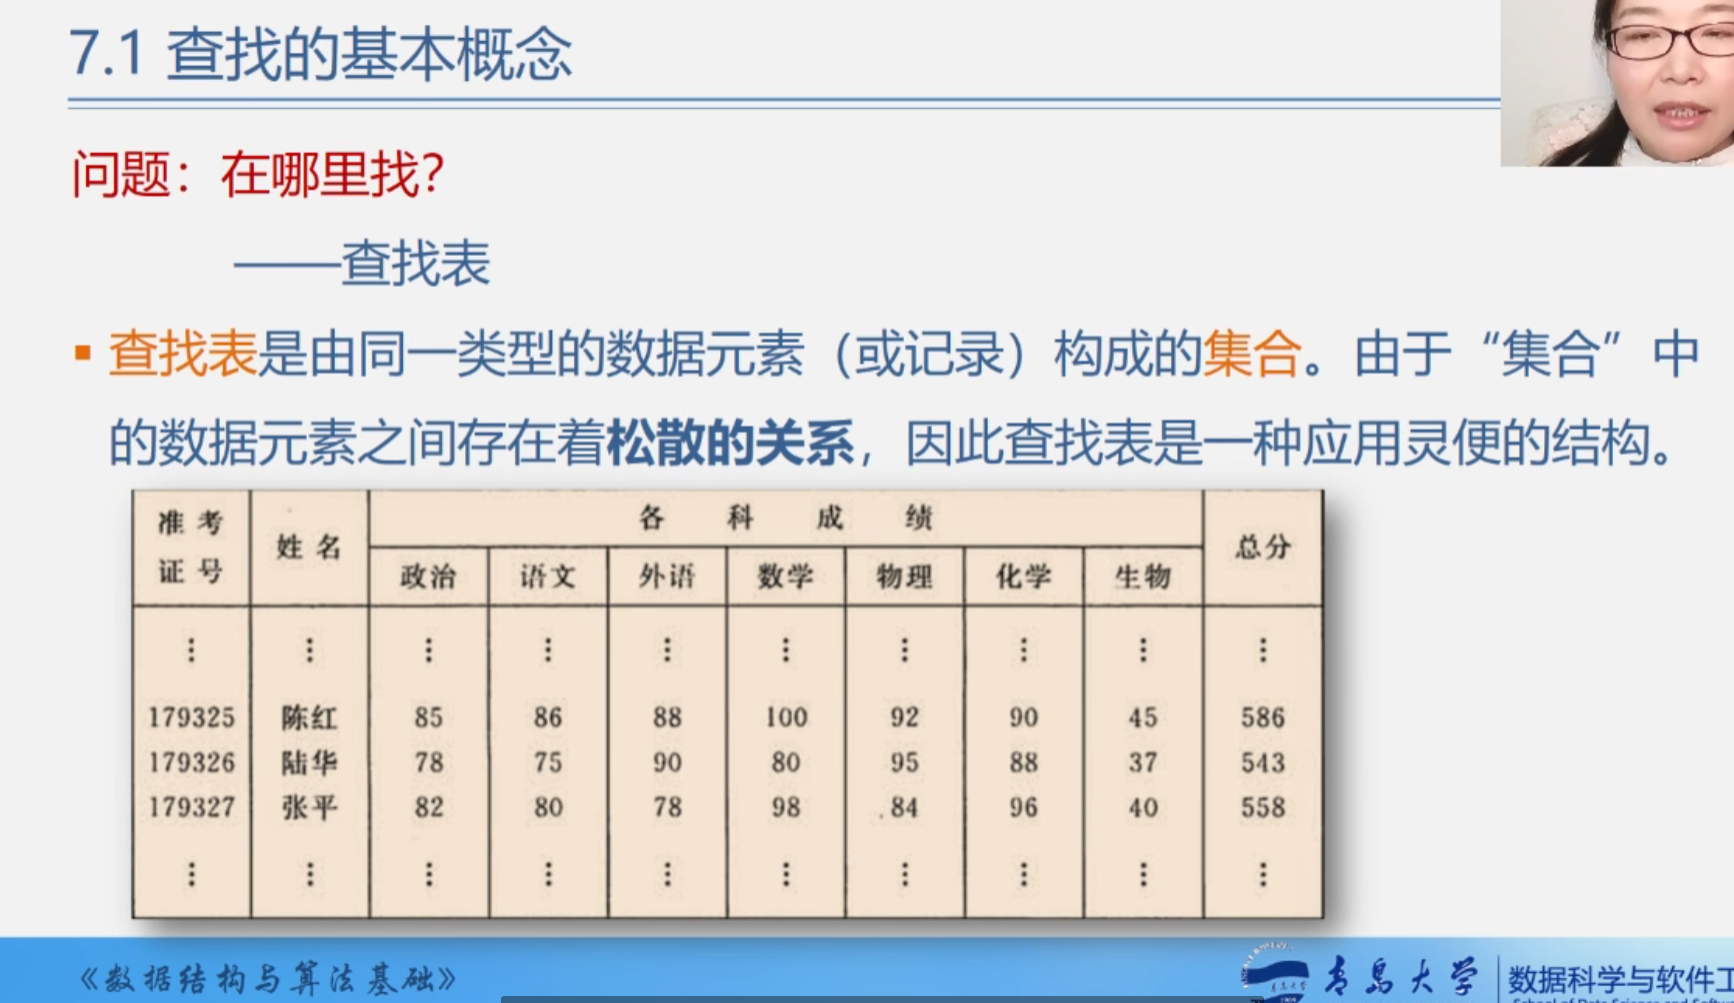 7.1 查找的基本概念
问题：在哪里找？
——查找表
▪ 查找表是由同一类型的数据元素（或记录）构成的集合。由于“集合”中
的数据元素之间存在着松散的关系，因此查找表是一种应用灵便的结构。
准考证号 姓名 各科成绩 总分
政治 语文 外语 数学 物理 化学 生物
⋮ ⋮ ⋮ ⋮ ⋮ ⋮ ⋮ ⋮ ⋮ ⋮
179325 陈红 85 86 88 100 92 90 45 586
179326 陆华 78 75 90 80 95 88 37 543
179327 张平 82 80 78 98 84 96 40 558
⋮ ⋮ ⋮ ⋮ ⋮ ⋮ ⋮ ⋮ ⋮ ⋮
《数据结构与算法基础》
青岛大学
数据科学与软件工